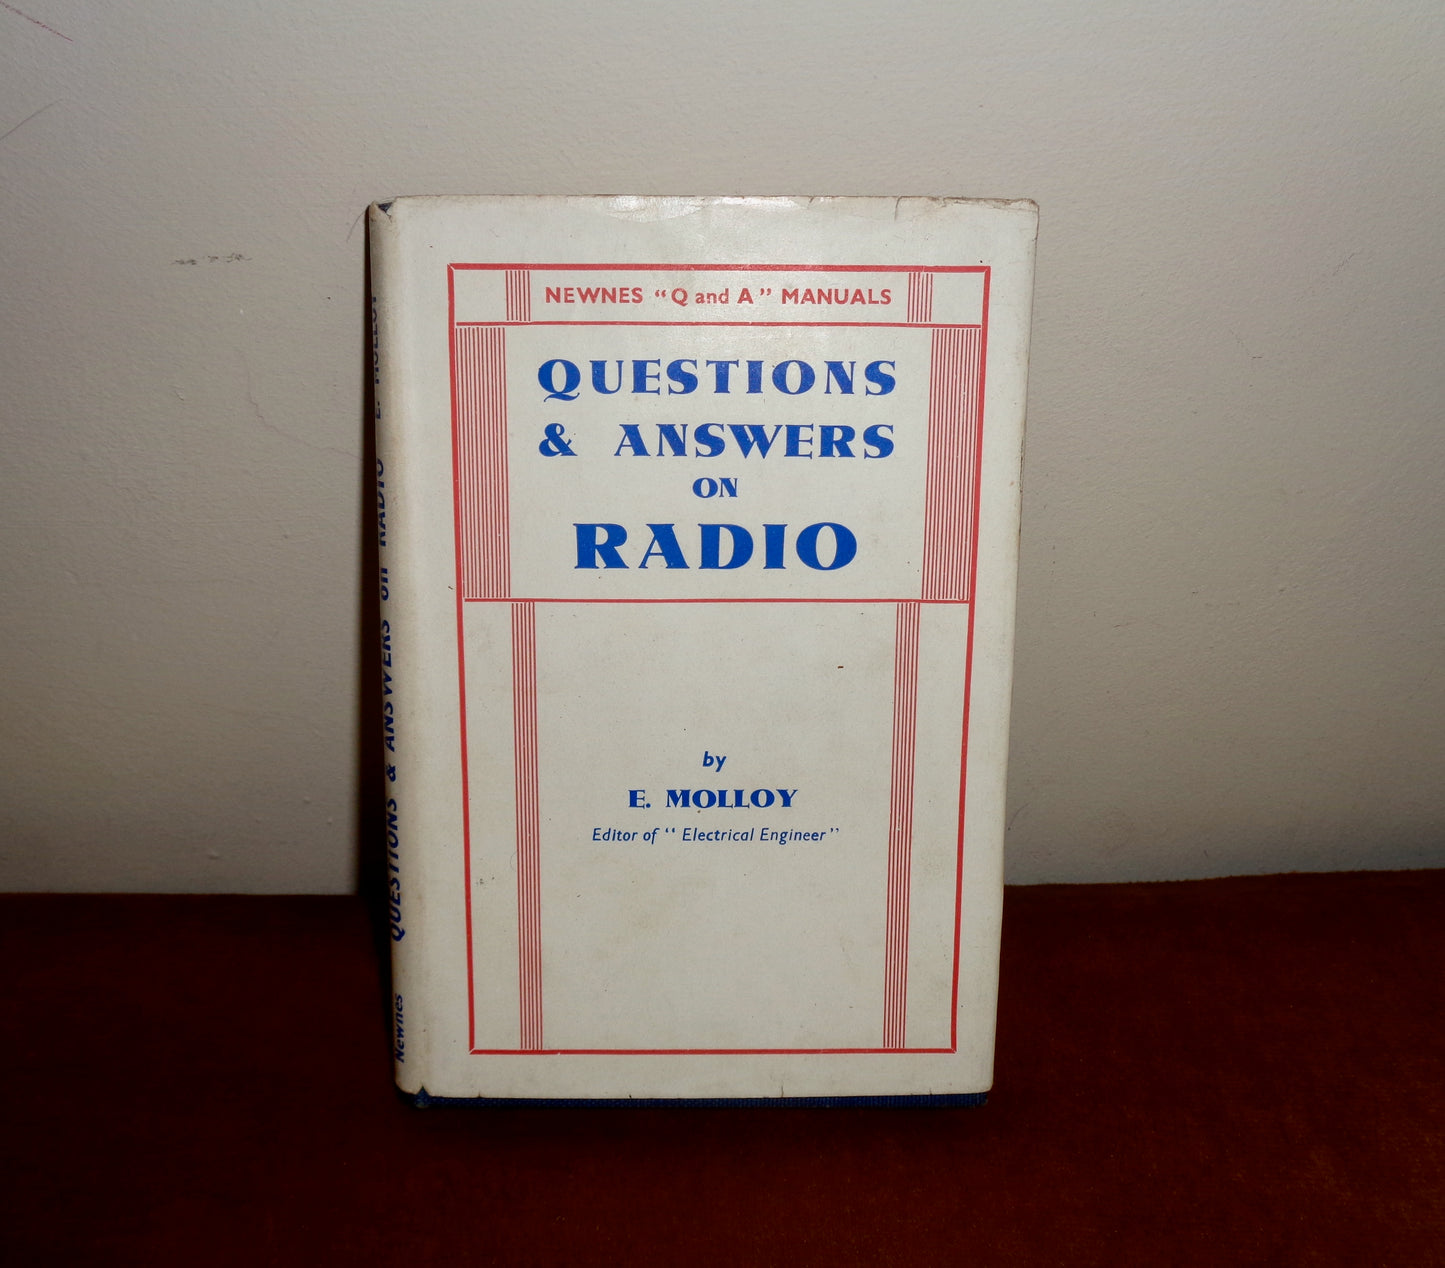 NEWNES "Q and A" MANUALS
QUESTIONS
& ANSWERS
ON
RADIO
by
E. MOLLOY
Editor of "Electrical Engineer"
Newnes QUESTIONS & ANSWERS on RADIO E. MOLLOY